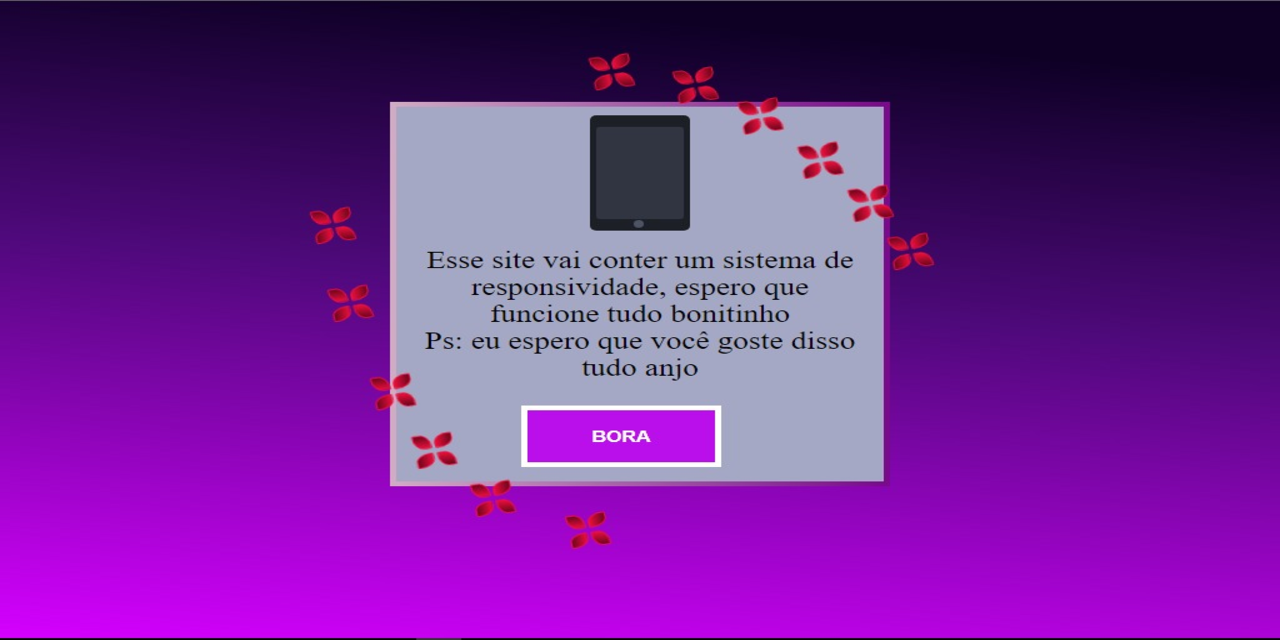 Esse site vai conter um sistema de
responsividade, espero que
funcione tudo bonitinho
Ps: eu espero que você goste disso
tudo anjo
BORA